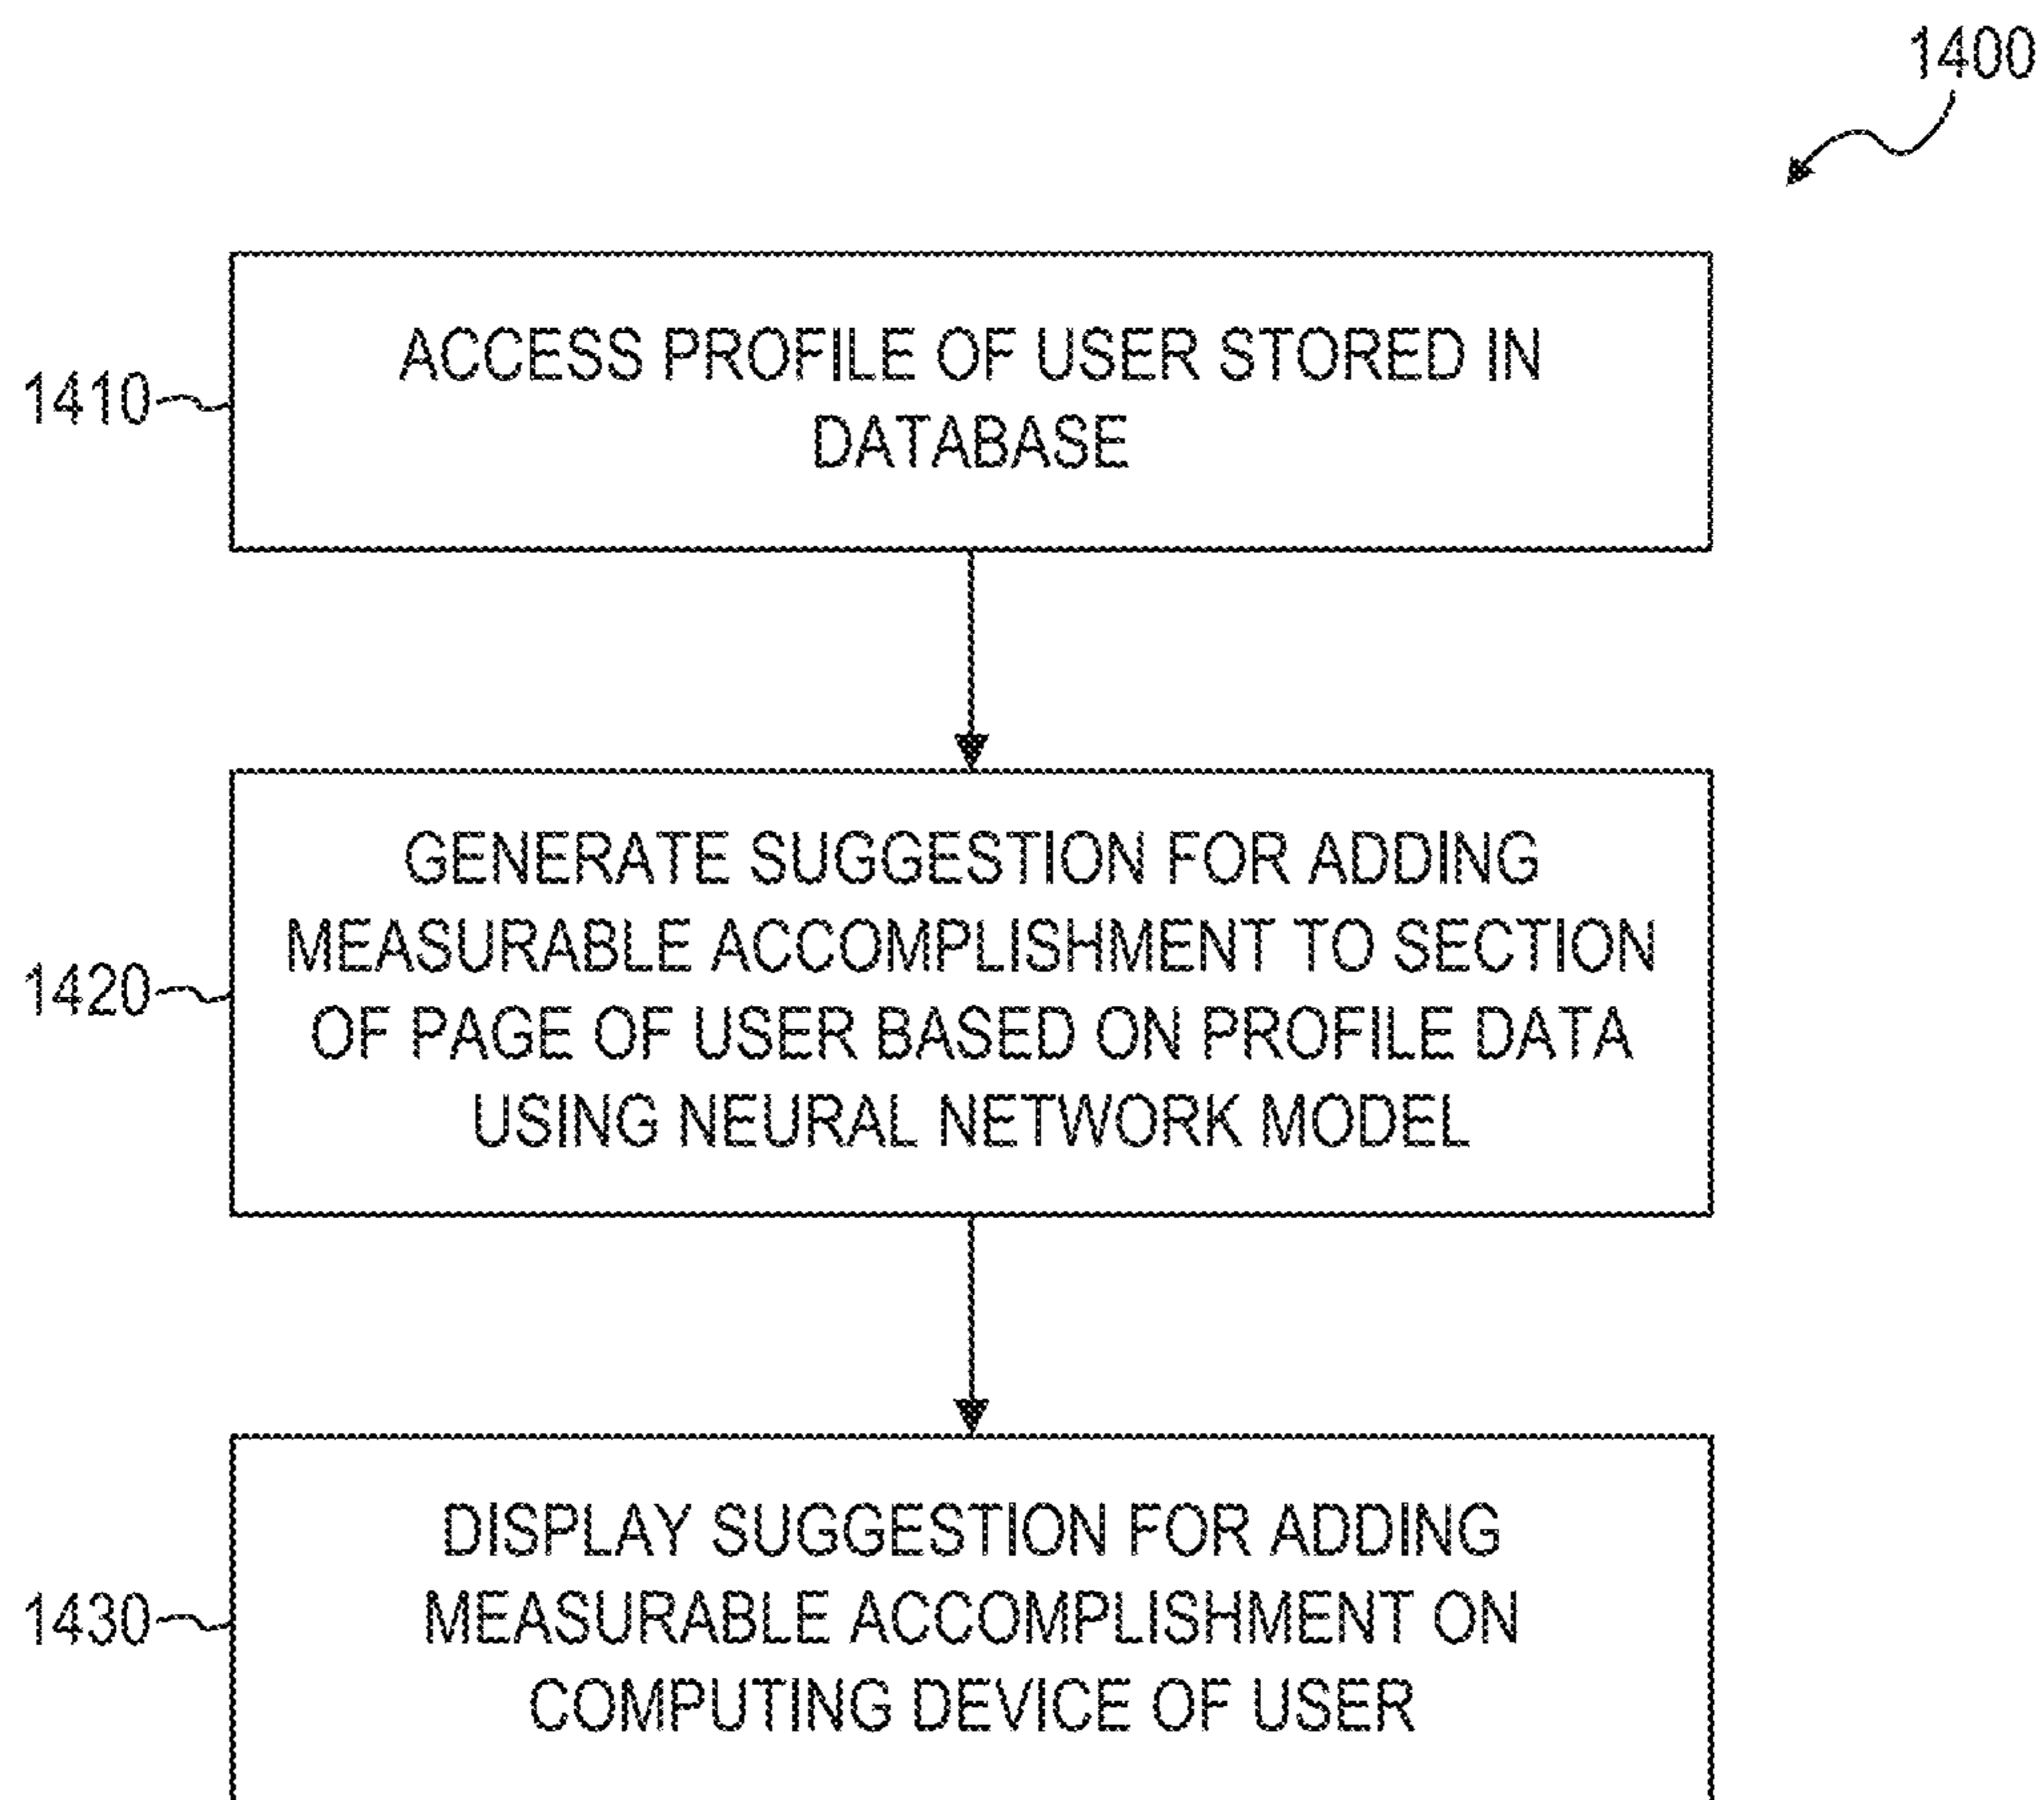 1400
1410
ACCESS PROFILE OF USER STORED IN
DATABASE
1420
GENERATE SUGGESTION FOR ADDING
MEASURABLE ACCOMPLISHMENT TO SECTION
OF PAGE OF USER BASED ON PROFILE DATA
USING NEURAL NETWORK MODEL
1430
DISPLAY SUGGESTION FOR ADDING
MEASURABLE ACCOMPLISHMENT ON
COMPUTING DEVICE OF USER